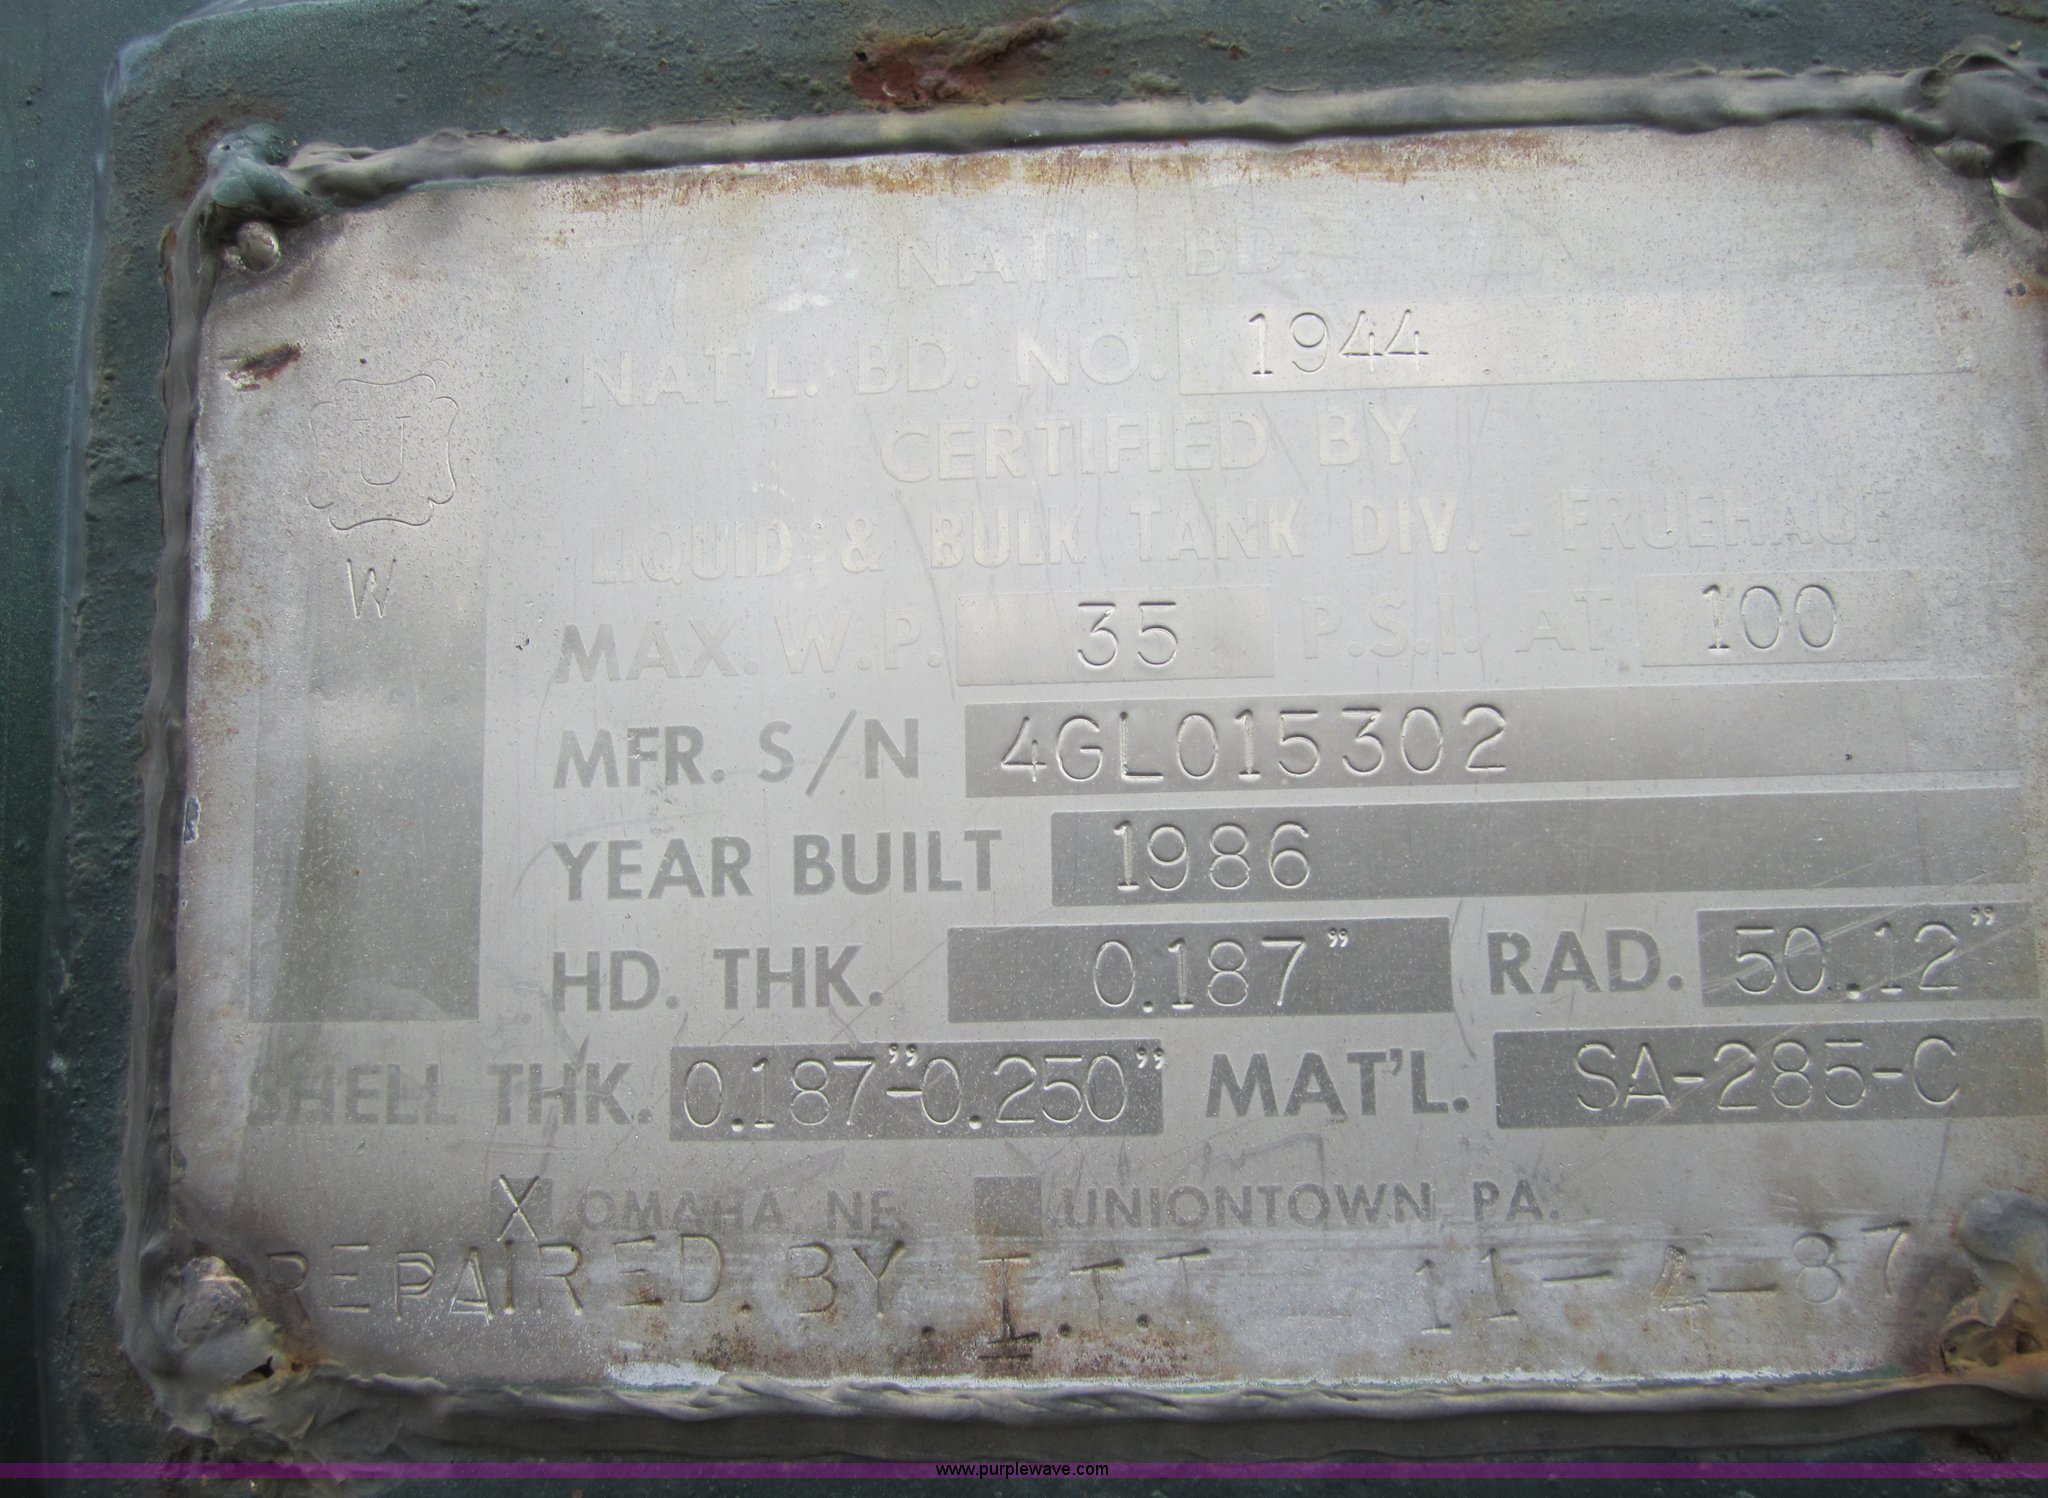 NAT'L. BD.
NAT'L. BD. NO. 1944
CERTIFIED BY
U
LIQUID & BULK TANK DIV. - FRUEHAUF
W
MAX. W.P. 35 P.S.I. AT 100
MFR. S/N 4GL015302
YEAR BUILT 1986
HD. THK. 0.187" RAD. 50.12"
SHELL THK. 0.187"-0.250" MAT'L. SA-285-C
X OMAHA, NE. UNIONTOWN, PA.
REPAIRED. BY. I.T.T - 11-4-87
www.purplewave.com